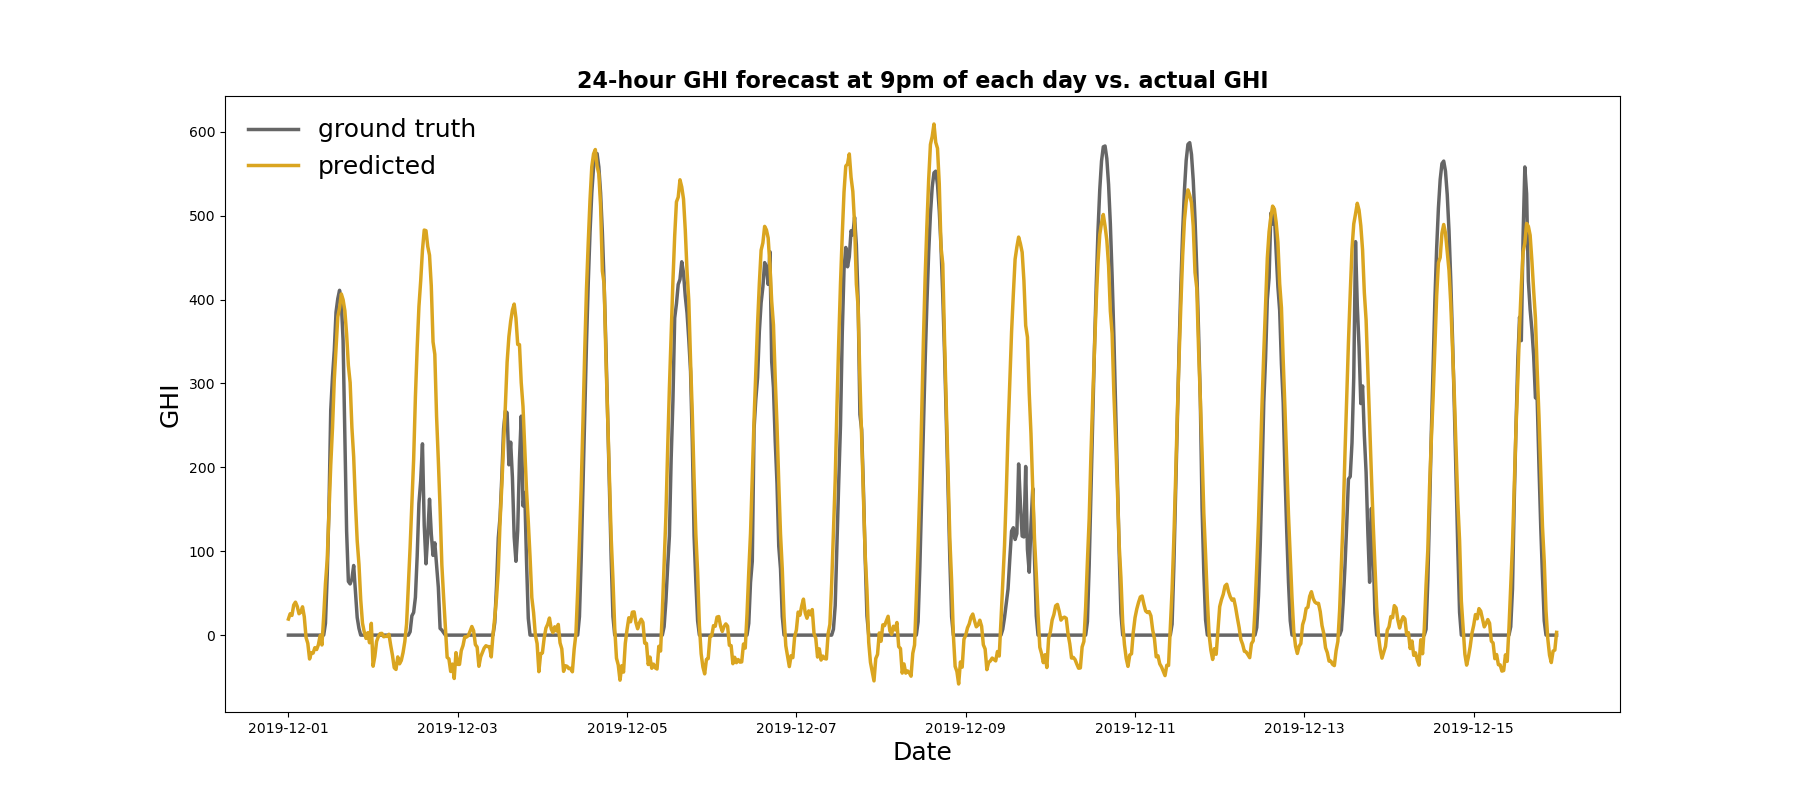 24-hour GHI forecast at 9pm of each day vs. actual GHI
ground truth
predicted
600
500
400
300
200
100
0
GHI
2019-12-01 2019-12-03 2019-12-05 2019-12-07 2019-12-09 2019-12-11 2019-12-13 2019-12-15
Date